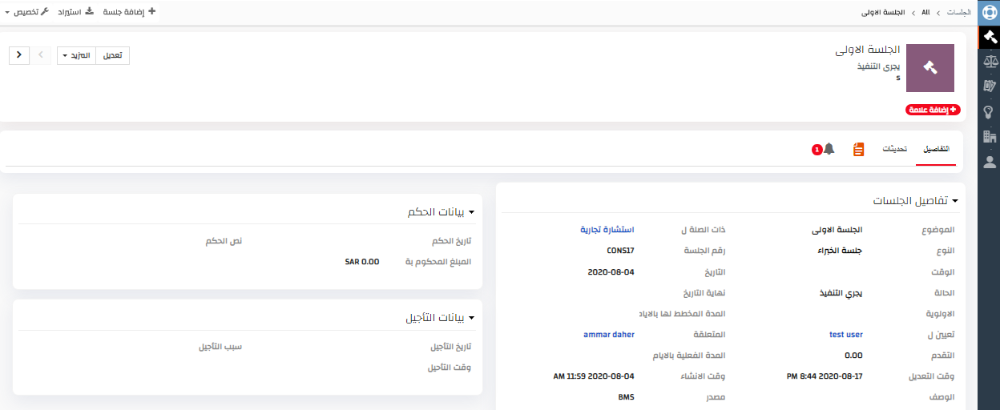 الجلسات > All > الجلسة الاولى
إضافة جلسة استيراد تخصيص
الجلسة الاولى
يجري التنفيذ
s
إضافة علامة
تعديل المزيد
التفاصيل تحديثات 1
تفاصيل الجلسات
الموضوع الجلسة الاولى ذات الصلة ل استشارة تجارية
النوع جلسة الخبراء رقم الجلسة CONS17
الوقت التاريخ 2020-08-04
الحالة يجري التنفيذ نهاية التاريخ
الاولوية المدة المخطط لها بالايام
تعيين ل test user المتعلقة ammar daher
التقدم 0.00 المدة الفعلية بالايام
وقت التعديل 2020-08-17 8:44 PM وقت الانشاء 2020-08-04 11:59 AM
الوصف مصدر BMS
بيانات الحكم
تاريخ الحكم نص الحكم
المبلغ المحكوم بة SAR 0.00
بيانات التأجيل
تاريخ التأجيل سبب التأجيل
وقت التأجيل